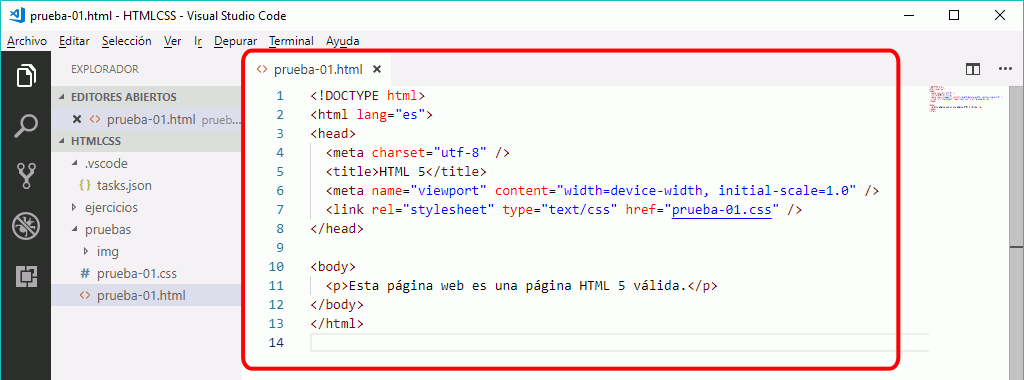 prueba-01.html - HTMLCSS - Visual Studio Code
Archivo Editar Selección Ver Ir Depurar Terminal Ayuda
EXPLORADOR
EDITORES ABIERTOS
prueba-01.html prueb...
HTMLCSS
.vscode
{ } tasks.json
ejercicios
pruebas
img
# prueba-01.css
<> prueba-01.html
<> prueba-01.html
1 <!DOCTYPE html>
2 <html lang="es">
3 <head>
4 <meta charset="utf-8" />
5 <title>HTML 5</title>
6 <meta name="viewport" content="width=device-width, initial-scale=1.0" />
7 <link rel="stylesheet" type="text/css" href="prueba-01.css" />
8 </head>
9
10 <body>
11 <p>Esta página web es una página HTML 5 válida.</p>
12 </body>
13 </html>
14